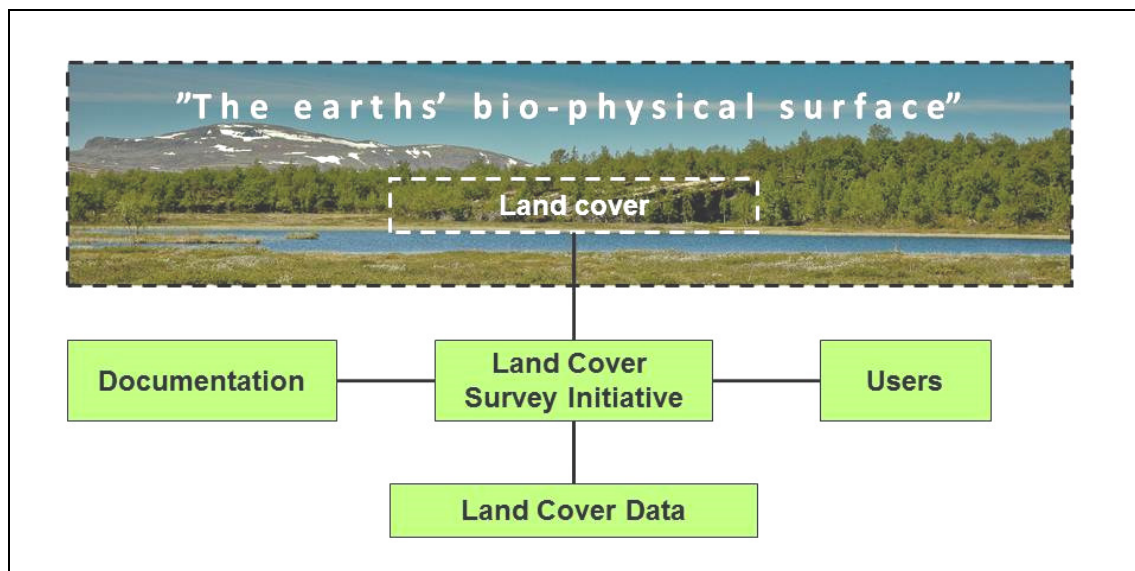 ”The earths’ bio-physical surface”
Land cover
Documentation
Land Cover
Survey Initiative
Users
Land Cover Data